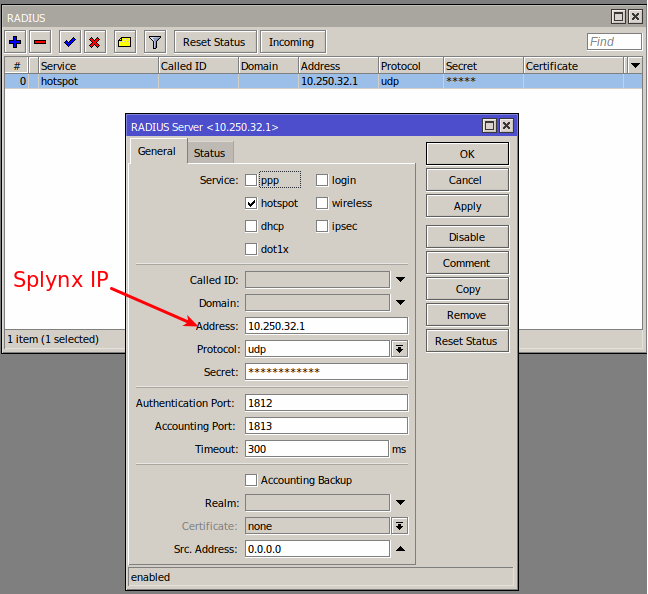 RADIUS
Reset Status Incoming Find
# Service Called ID Domain Address Protocol Secret Certificate
0 hotspot 10.250.32.1 udp *****
RADIUS Server <10.250.32.1>
General Status
Service: ppp login
hotspot wireless
dhcp ipsec
dot1x
Called ID:
Domain:
Address: 10.250.32.1
Protocol: udp
Secret: ************
Authentication Port: 1812
Accounting Port: 1813
Timeout: 300 ms
Accounting Backup
Realm:
Certificate: none
Src. Address: 0.0.0.0
enabled
OK
Cancel
Apply
Disable
Comment
Copy
Remove
Reset Status
Splynx IP
1 item (1 selected)